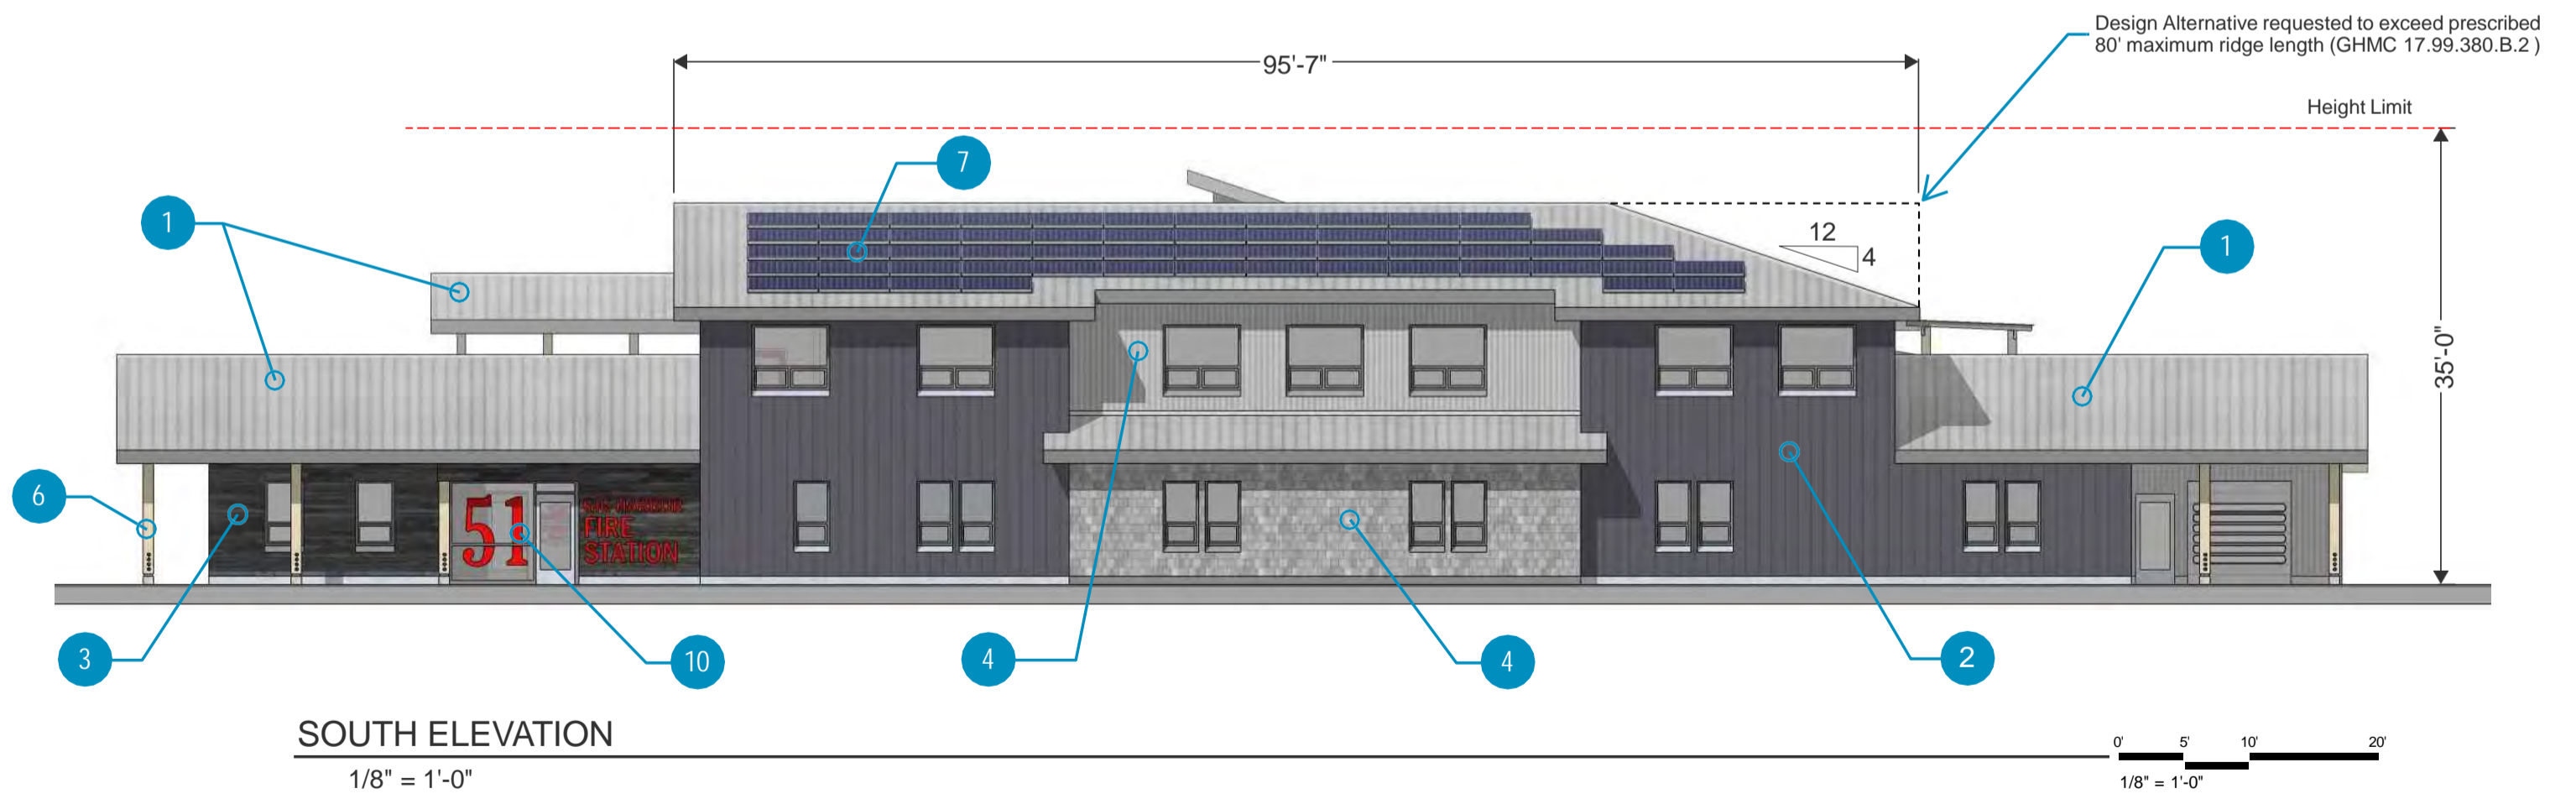 Design Alternative requested to exceed prescribed
80' maximum ridge length (GHMC 17.99.380.B.2 )
95'-7"
Height Limit
7
1
12
4
1
35'-0"
6
51
GIG HARBOR
FIRE
STATION
3
10
4
4
2
SOUTH ELEVATION
1/8" = 1'-0"
0' 5' 10' 20'
1/8" = 1'-0"